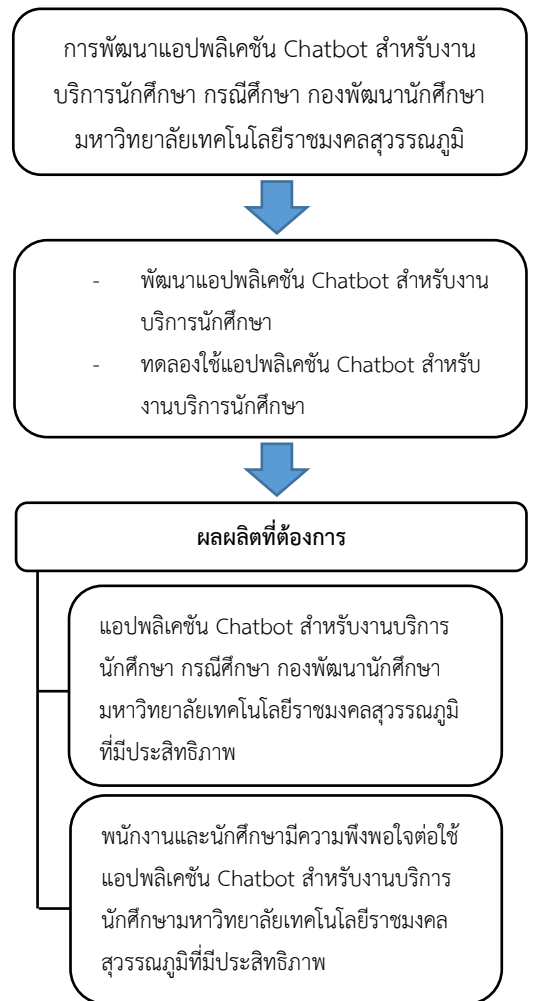 การพัฒนาแอปพลิเคชัน Chatbot สำหรับงาน
บริการนักศึกษา กรณีศึกษา กองพัฒนานักศึกษา
มหาวิทยาลัยเทคโนโลยีราชมงคลสุวรรณภูมิ
- พัฒนาแอปพลิเคชัน Chatbot สำหรับงาน
บริการนักศึกษา
- ทดลองใช้แอปพลิเคชัน Chatbot สำหรับ
งานบริการนักศึกษา
ผลผลิตที่ต้องการ
แอปพลิเคชัน Chatbot สำหรับงานบริการ
นักศึกษา กรณีศึกษา กองพัฒนานักศึกษา
มหาวิทยาลัยเทคโนโลยีราชมงคลสุวรรณภูมิ
ที่มีประสิทธิภาพ
พนักงานและนักศึกษามีความพึงพอใจต่อใช้
แอปพลิเคชัน Chatbot สำหรับงานบริการ
นักศึกษามหาวิทยาลัยเทคโนโลยีราชมงคล
สุวรรณภูมิที่มีประสิทธิภาพ